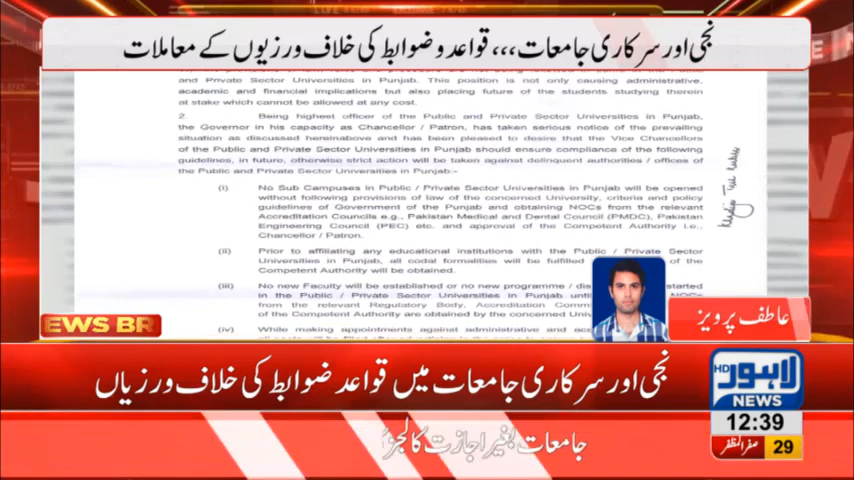 نجی اور سرکاری جامعات ،،، قواعد و ضوابط کی خلاف ورزیوں کے معاملات
and Private Sector Universities in Punjab. This position is not only causing administrative,
academic and financial implications but also placing future of the students studying therein
at stake which cannot be allowed at any cost.
2. Being highest officer of the Public and Private Sector Universities in Punjab,
the Governor in his capacity as Chancellor / Patron, has taken serious notice of the prevailing
situation as discussed hereinabove and has been pleased to desire that the Vice Chancellors
of the Public and Private Sector Universities in Punjab should ensure compliance of the following
guidelines, in future, otherwise strict action will be taken against delinquent authorities / offices of
the Public and Private Sector Universities in Punjab:-
(i) No Sub Campuses in Public / Private Sector Universities in Punjab will be opened
without following provisions of law of the concerned University, criteria and policy
guidelines of Government of the Punjab and obtaining NOCs from the relevant
Accreditation Councils e.g., Pakistan Medical and Dental Council (PMDC), Pakistan
Engineering Council (PEC) etc. and approval of the Competent Authority i.e.,
Chancellor / Patron.
(ii) Prior to affiliating any educational institutions with the Public / Private Sector
Universities in Punjab, all codal formalities will be fulfilled of the
Competent Authority will be obtained.
(iii) No new Faculty will be established or no new programme / started
in the Public / Private Sector Universities in Punjab NOCs
from the relevant Regulatory Body, Accreditation
of the Competent Authority are obtained by the concerned
(iv) While making appointments against administrative and
عاطف پرویز
EWS BR
نجی اور سرکاری جامعات میں قواعد ضوابط کی خلاف ورزیاں
HD لاہور
NEWS
12:39
29 صفر المظفر
جامعات بغیر اجازت کالجز